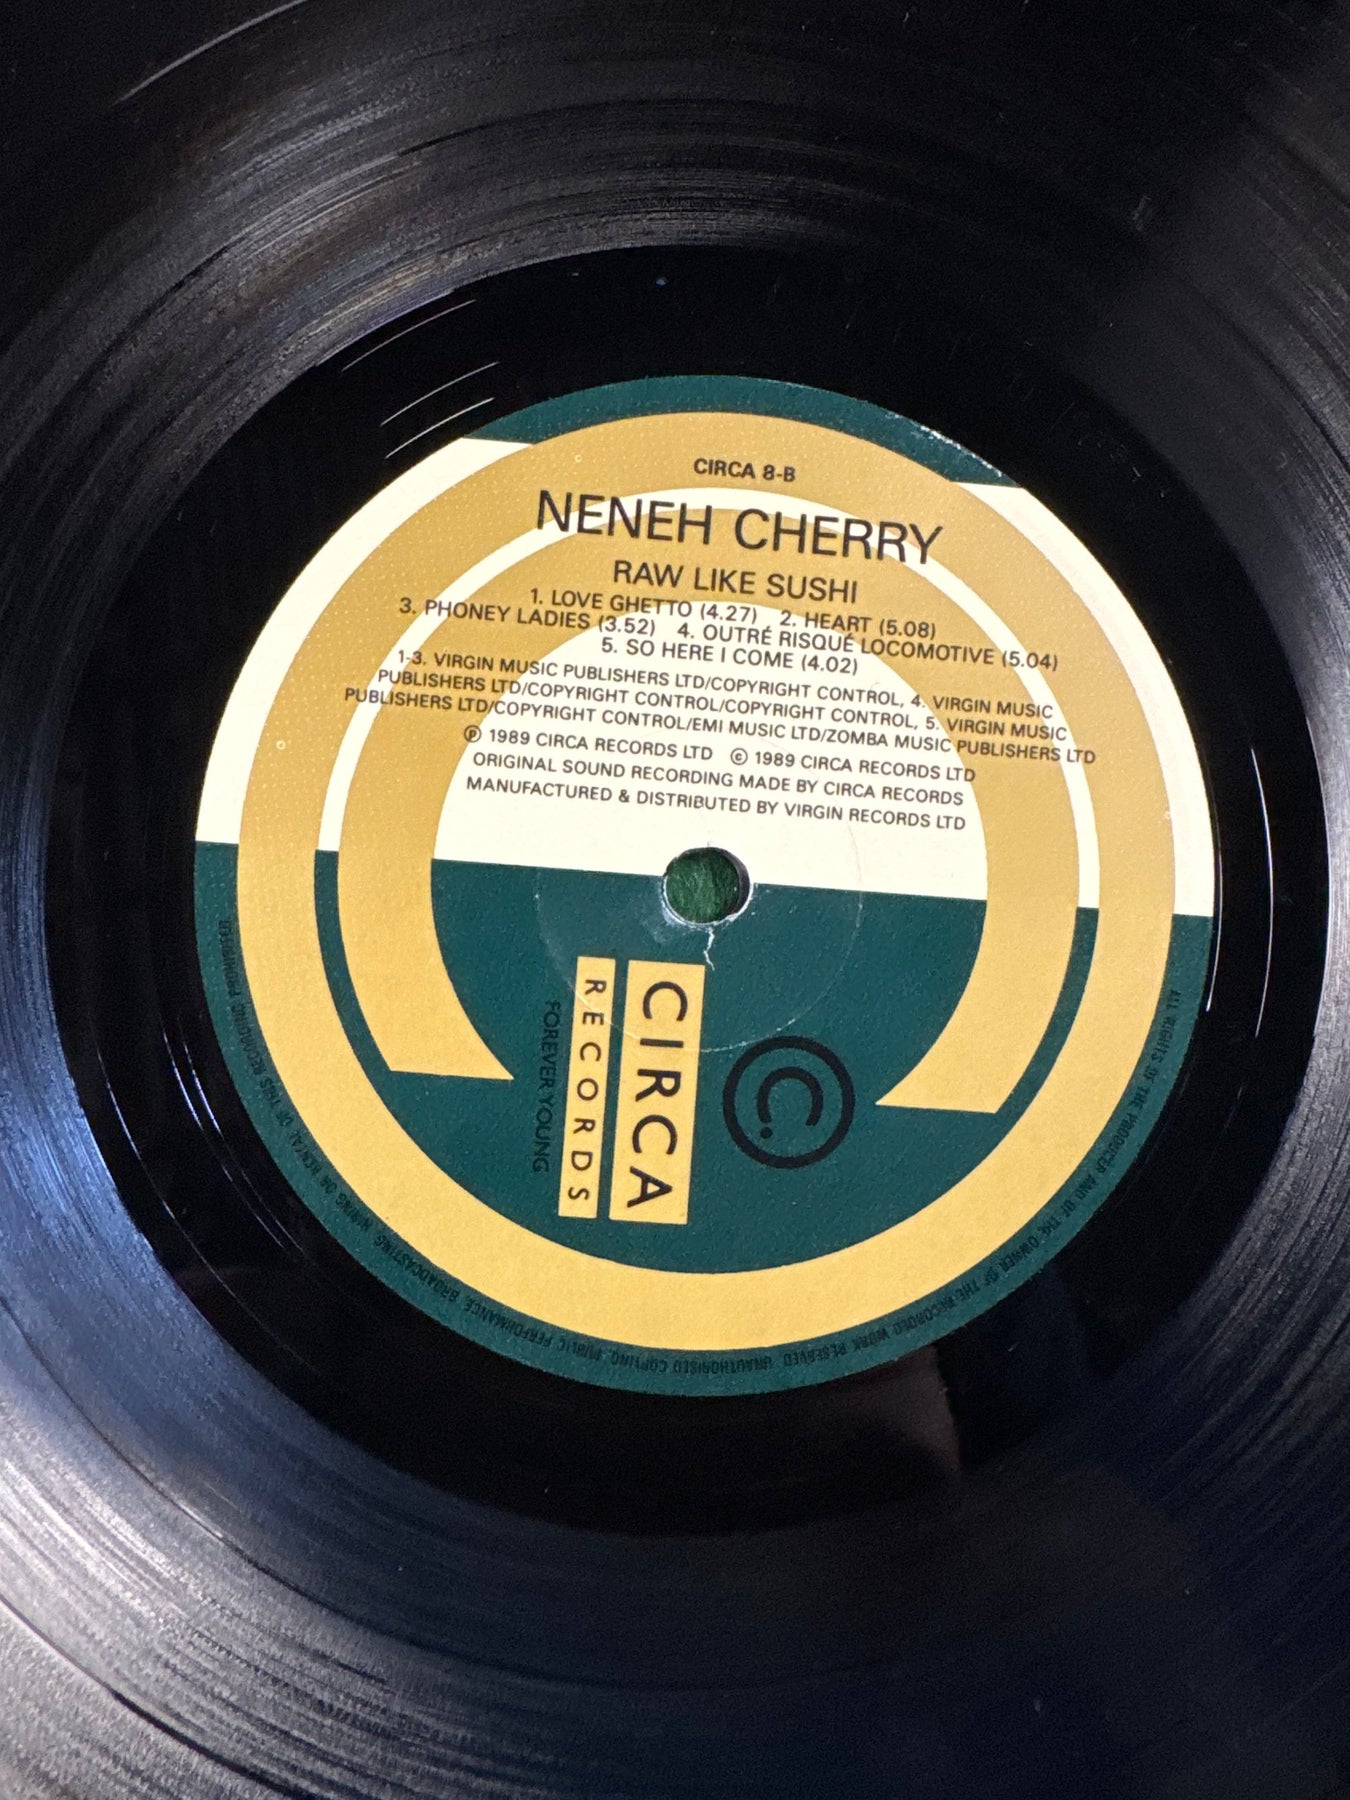 CIRCA 8-B
NENEH CHERRY
RAW LIKE SUSHI
1. LOVE GHETTO (4.27) 2. HEART (5.08)
3. PHONEY LADIES (3.52) 4. OUTRÉ RISQUÉ LOCOMOTIVE (5.04)
5. SO HERE I COME (4.02)
1-3. VIRGIN MUSIC PUBLISHERS LTD/COPYRIGHT CONTROL, 4. VIRGIN MUSIC
PUBLISHERS LTD/COPYRIGHT CONTROL/COPYRIGHT CONTROL, 5. VIRGIN MUSIC
PUBLISHERS LTD/COPYRIGHT CONTROL/EMI MUSIC LTD/ZOMBA MUSIC PUBLISHERS LTD
℗ 1989 CIRCA RECORDS LTD © 1989 CIRCA RECORDS LTD
ORIGINAL SOUND RECORDING MADE BY CIRCA RECORDS
MANUFACTURED & DISTRIBUTED BY VIRGIN RECORDS LTD
C.
CIRCA
RECORDS
FOREVER YOUNG
ALL RIGHTS OF THE PRODUCER AND OF THE OWNER OF THE RECORDED WORK RESERVED. UNAUTHORISED COPYING, PUBLIC PERFORMANCE, BROADCASTING, HIRING OR RENTAL OF THIS RECORDING PROHIBITED